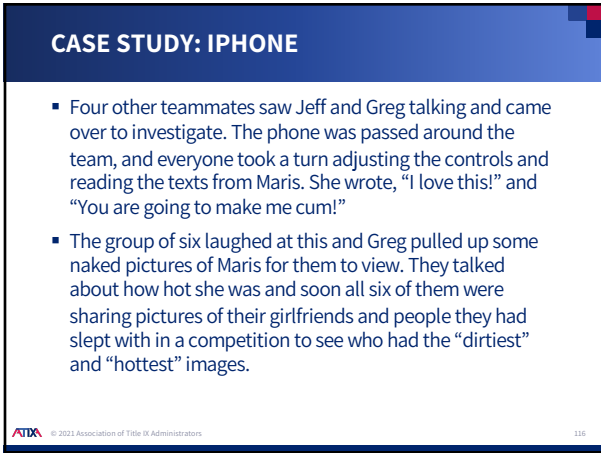 CASE STUDY: IPHONE
▪ Four other teammates saw Jeff and Greg talking and came
over to investigate. The phone was passed around the
team, and everyone took a turn adjusting the controls and
reading the texts from Maris. She wrote, “I love this!” and
“You are going to make me cum!”
▪ The group of six laughed at this and Greg pulled up some
naked pictures of Maris for them to view. They talked
about how hot she was and soon all six of them were
sharing pictures of their girlfriends and people they had
slept with in a competition to see who had the “dirtiest”
and “hottest” images.
ATIXA © 2021 Association of Title IX Administrators 116